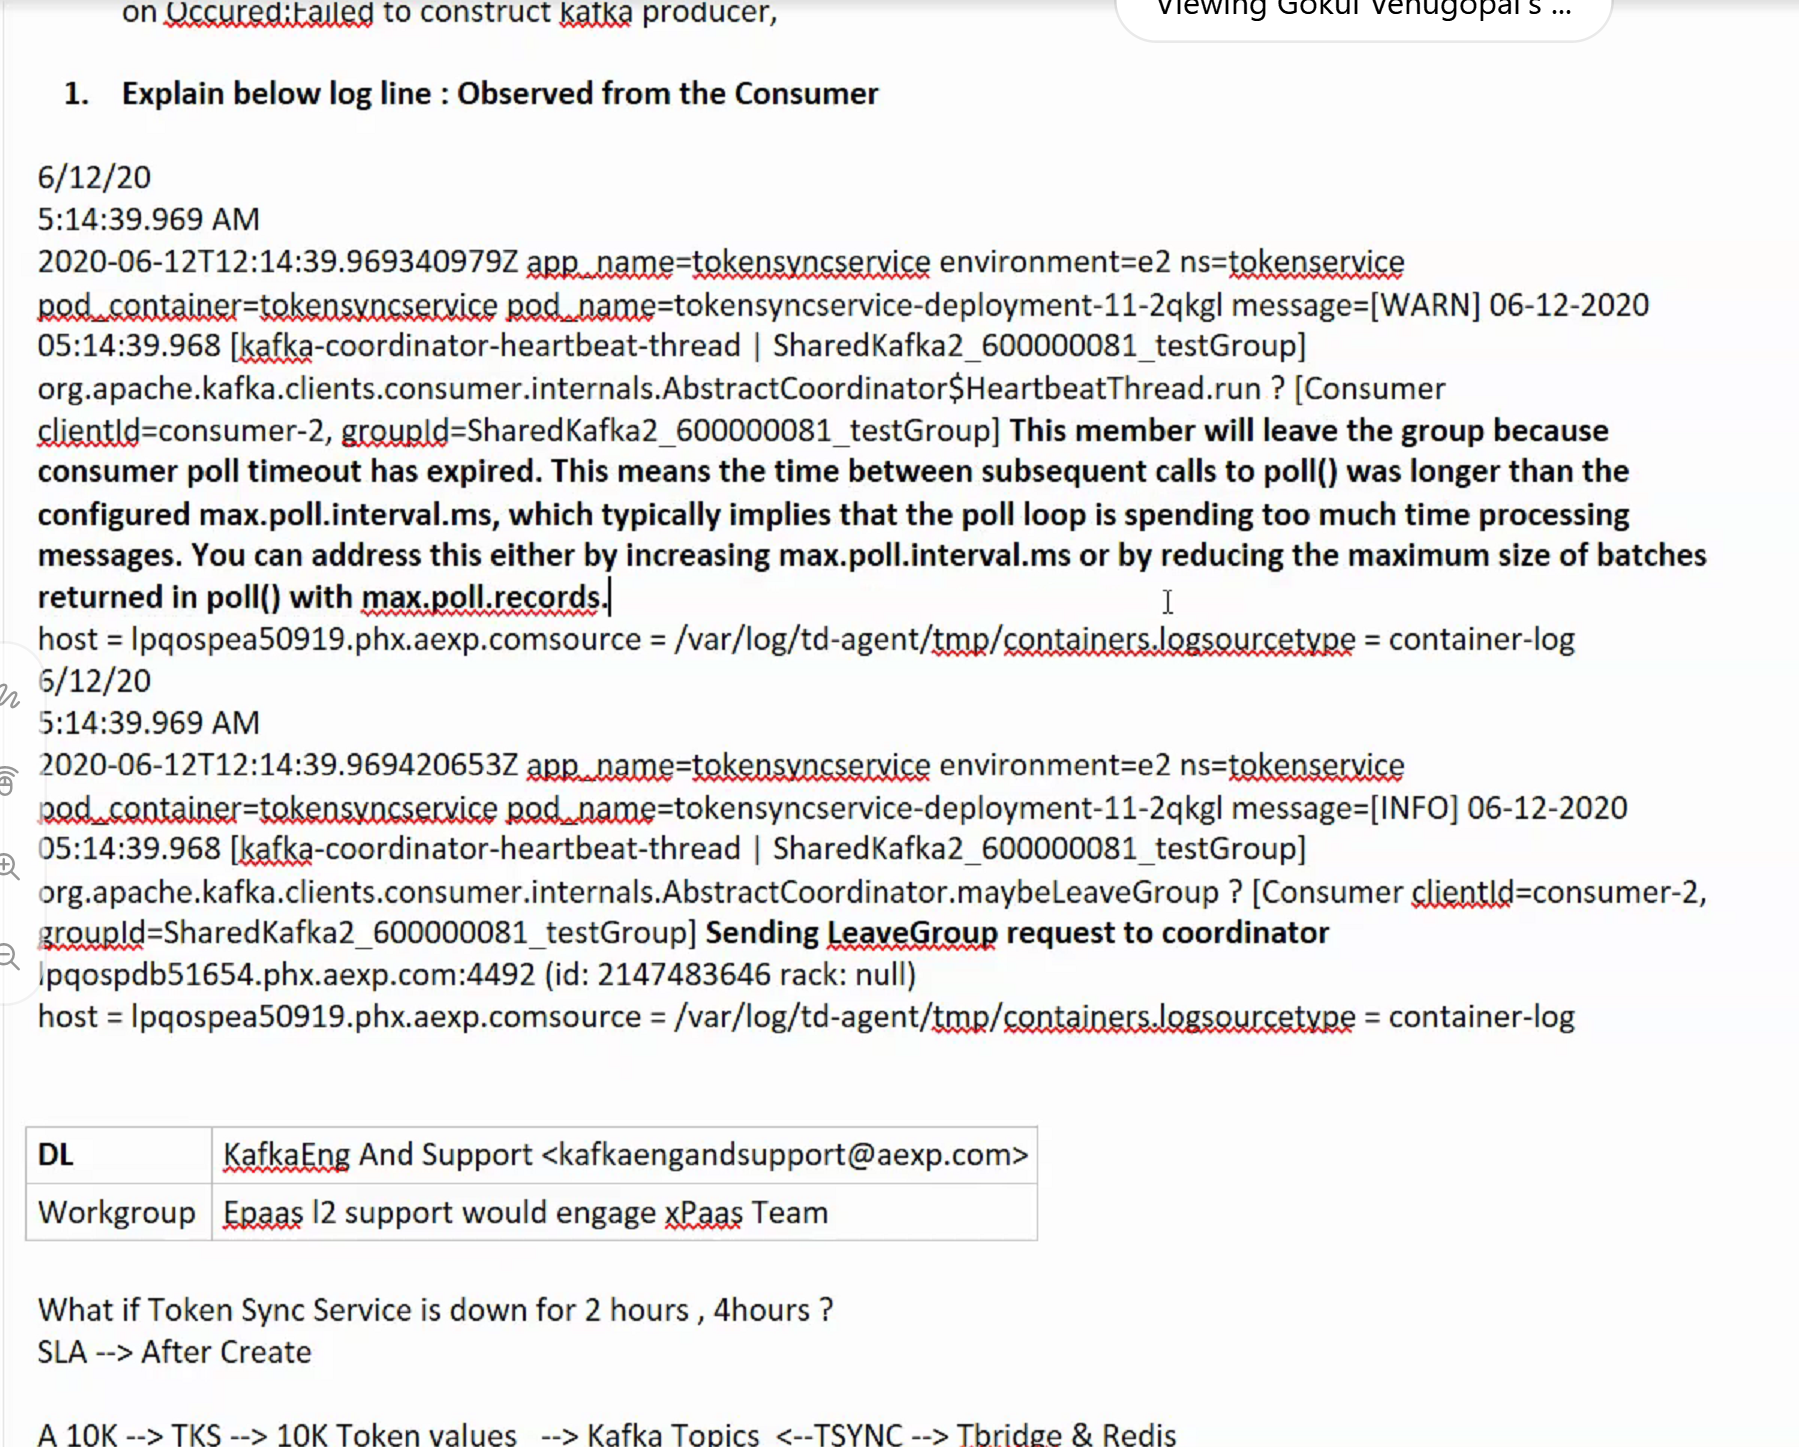 on Occured:Failed to construct kafka producer,
Viewing Gokul Venugopal's ...
1. Explain below log line : Observed from the Consumer
6/12/20
5:14:39.969 AM
2020-06-12T12:14:39.969340979Z app_name=tokensyncservice environment=e2 ns=tokenservice
pod_container=tokensyncservice pod_name=tokensyncservice-deployment-11-2qkgl message=[WARN] 06-12-2020
05:14:39.968 [kafka-coordinator-heartbeat-thread | SharedKafka2_600000081_testGroup]
org.apache.kafka.clients.consumer.internals.AbstractCoordinator$HeartbeatThread.run ? [Consumer
clientId=consumer-2, groupId=SharedKafka2_600000081_testGroup] This member will leave the group because
consumer poll timeout has expired. This means the time between subsequent calls to poll() was longer than the
configured max.poll.interval.ms, which typically implies that the poll loop is spending too much time processing
messages. You can address this either by increasing max.poll.interval.ms or by reducing the maximum size of batches
returned in poll() with max.poll.records.
host = lpqospea50919.phx.aexp.comsource = /var/log/td-agent/tmp/containers.logsourcetype = container-log
6/12/20
5:14:39.969 AM
2020-06-12T12:14:39.969420653Z app_name=tokensyncservice environment=e2 ns=tokenservice
pod_container=tokensyncservice pod_name=tokensyncservice-deployment-11-2qkgl message=[INFO] 06-12-2020
05:14:39.968 [kafka-coordinator-heartbeat-thread | SharedKafka2_600000081_testGroup]
org.apache.kafka.clients.consumer.internals.AbstractCoordinator.maybeLeaveGroup ? [Consumer clientId=consumer-2,
groupId=SharedKafka2_600000081_testGroup] Sending LeaveGroup request to coordinator
lpqospdb51654.phx.aexp.com:4492 (id: 2147483646 rack: null)
host = lpqospea50919.phx.aexp.comsource = /var/log/td-agent/tmp/containers.logsourcetype = container-log
DL KafkaEng And Support <kafkaengandsupport@aexp.com>
Workgroup Epaas l2 support would engage xPaas Team
What if Token Sync Service is down for 2 hours , 4hours ?
SLA --> After Create
A 10K --> TKS --> 10K Token values --> Kafka Topics <--TSYNC --> Tbridge & Redis